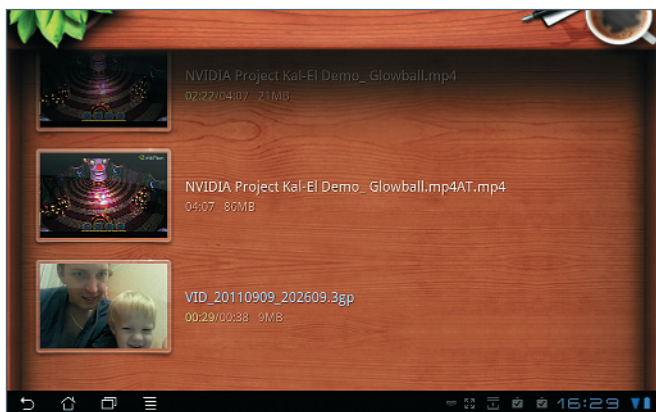 NVIDIA Project Kal-El Demo_ Glowball.mp4
02:22/04:07 21MB
NVIDIA Project Kal-El Demo_ Glowball.mp4AT.mp4
04:07 86MB
VID_20110909_202609.3gp
00:29/00:38 9MB
16:29